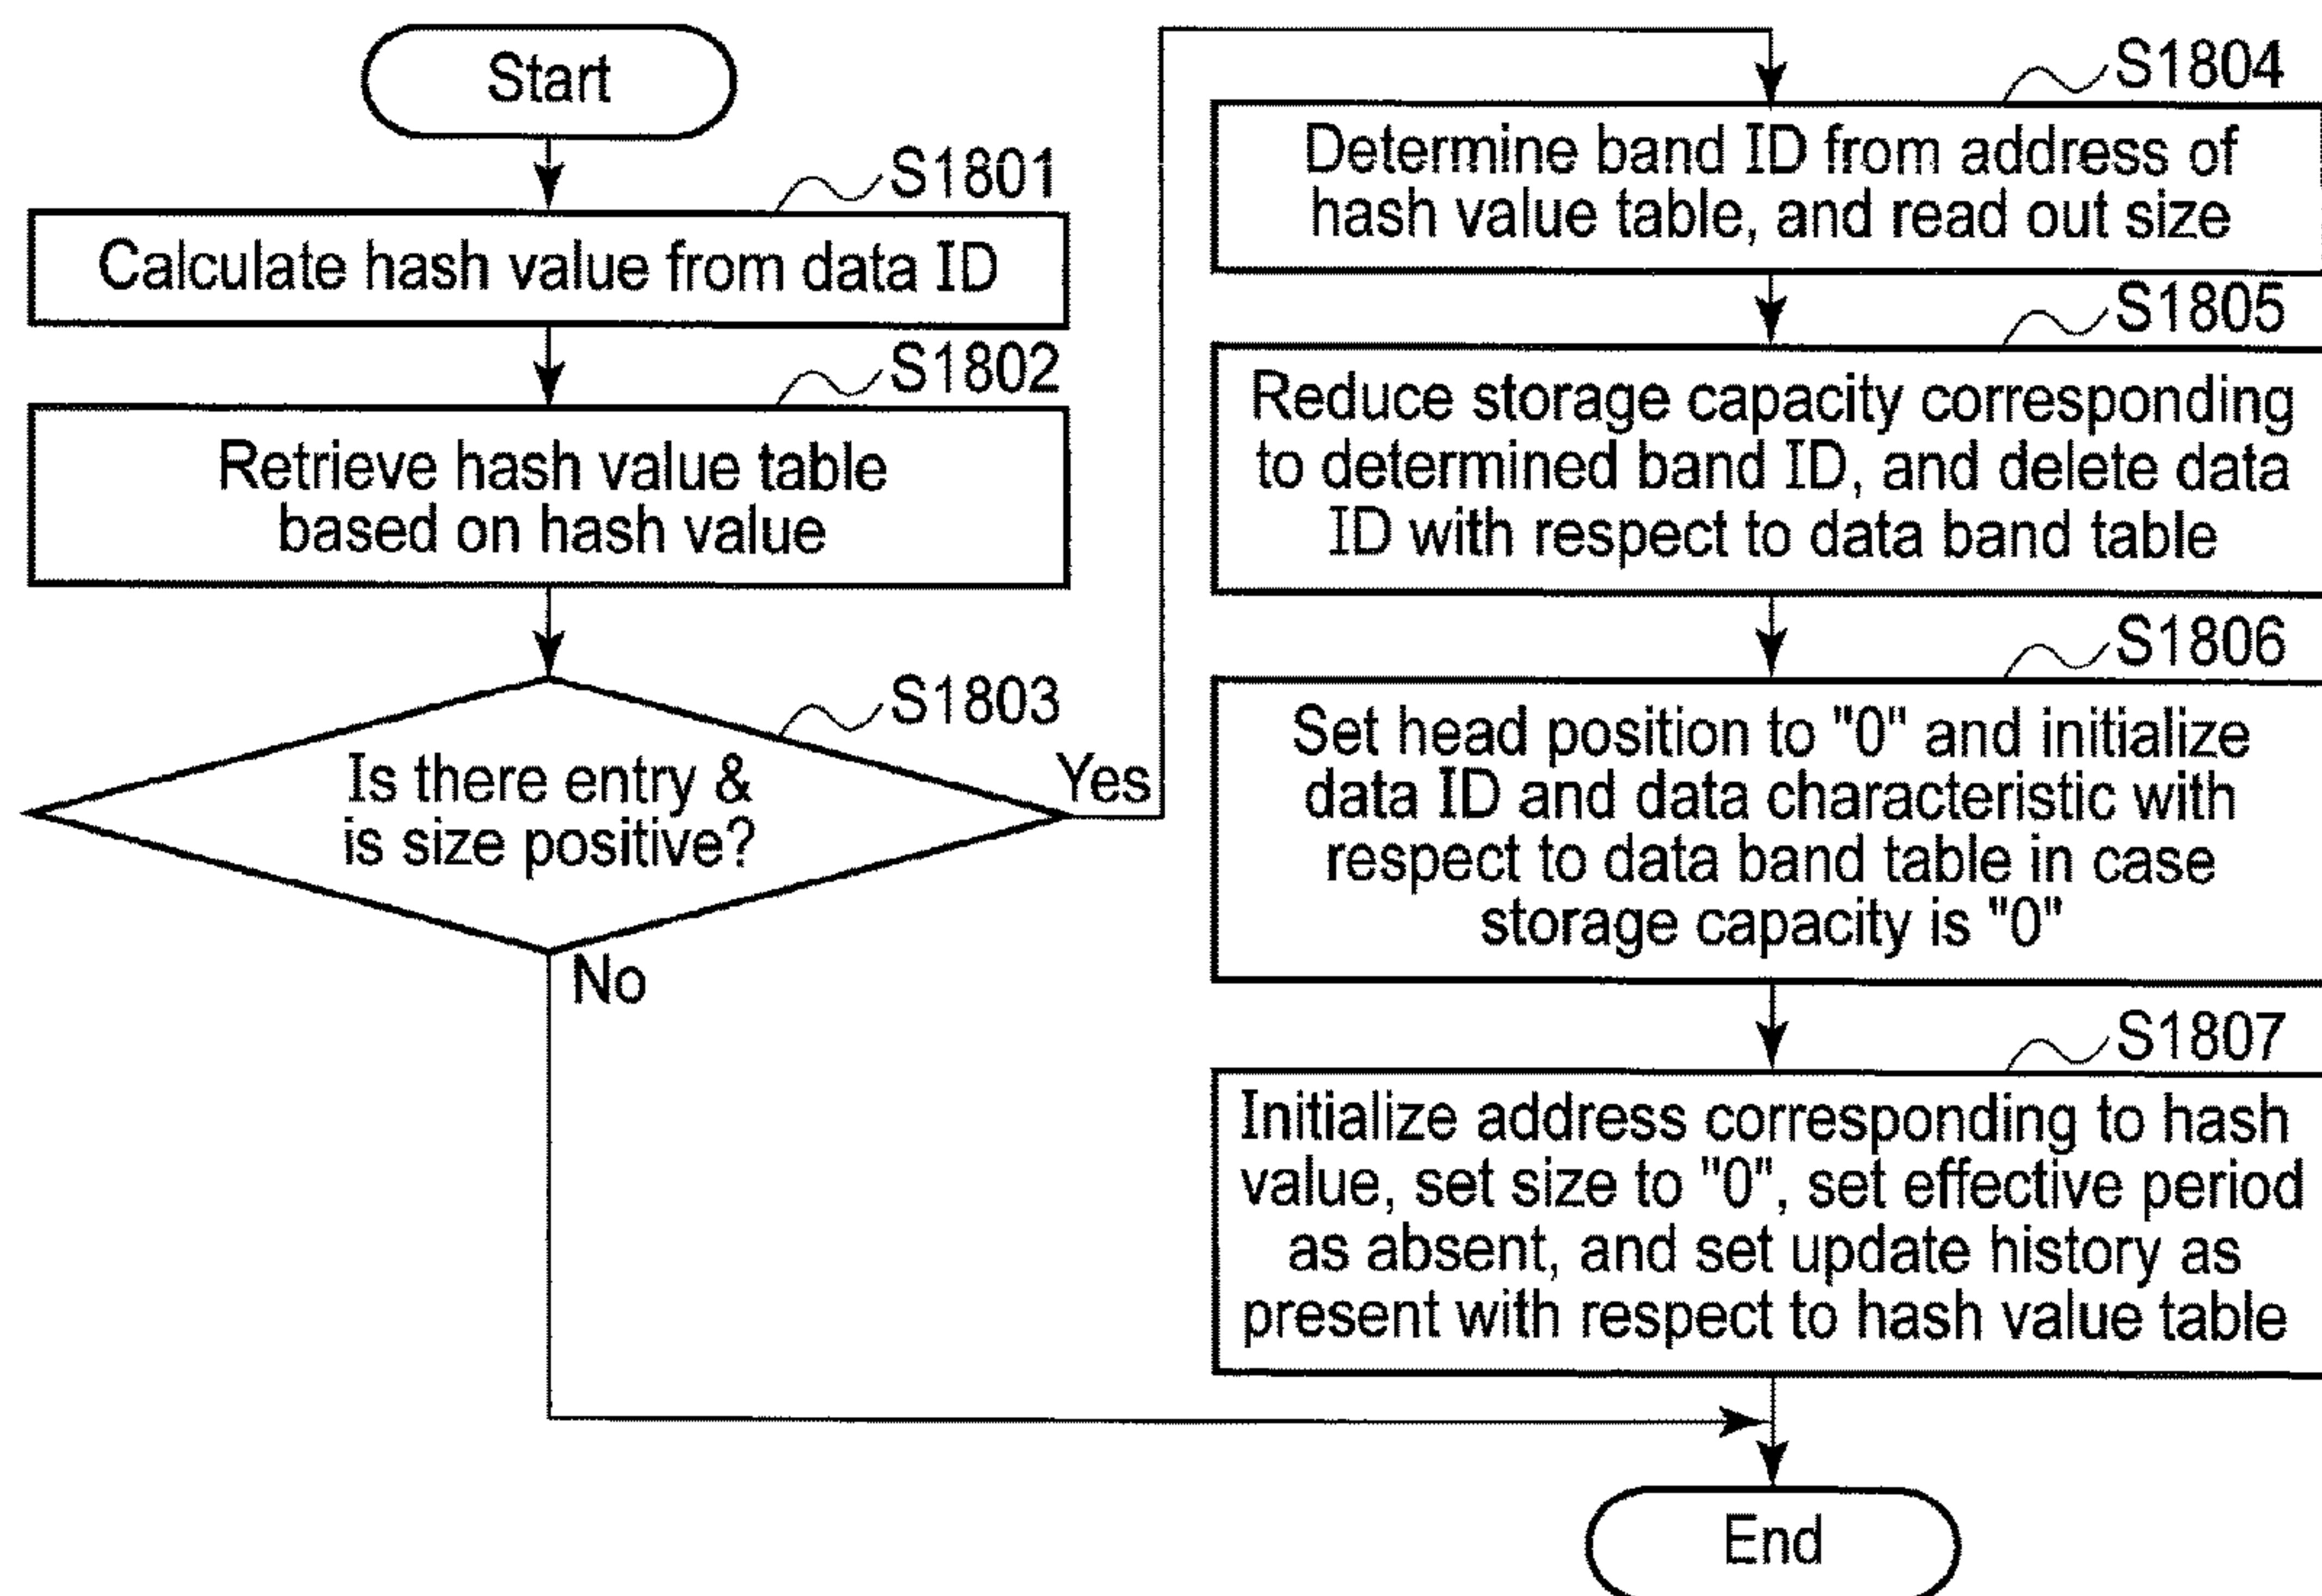 Start
S1801
Calculate hash value from data ID
S1802
Retrieve hash value table
based on hash value
S1803
Is there entry &
is size positive?
Yes
No
S1804
Determine band ID from address of
hash value table, and read out size
S1805
Reduce storage capacity corresponding
to determined band ID, and delete data
ID with respect to data band table
S1806
Set head position to "0" and initialize
data ID and data characteristic with
respect to data band table in case
storage capacity is "0"
S1807
Initialize address corresponding to hash
value, set size to "0", set effective period
as absent, and set update history as
present with respect to hash value table
End